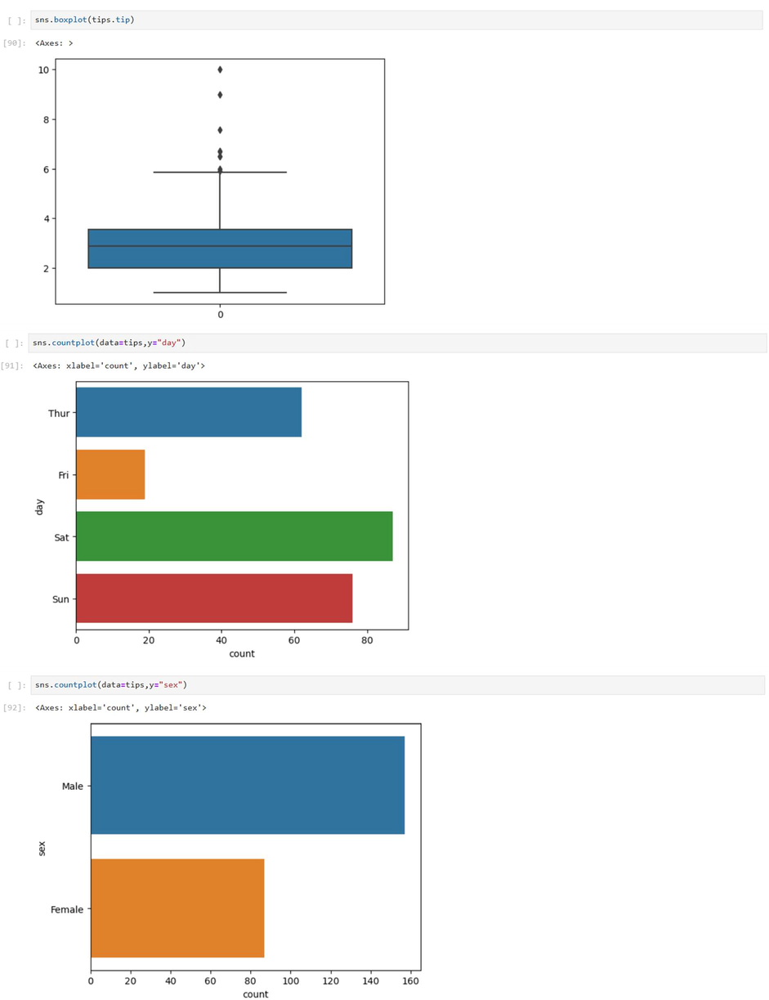 [ ]: sns.boxplot(tips.tip)
[90]: <Axes: >
10
8
6
4
2
0
[ ]: sns.countplot(data=tips,y="day")
[91]: <Axes: xlabel='count', ylabel='day'>
Thur
Fri
day
Sat
Sun
0 20 40 60 80
count
[ ]: sns.countplot(data=tips,y="sex")
[92]: <Axes: xlabel='count', ylabel='sex'>
Male
sex
Female
0 20 40 60 80 100 120 140 160
count